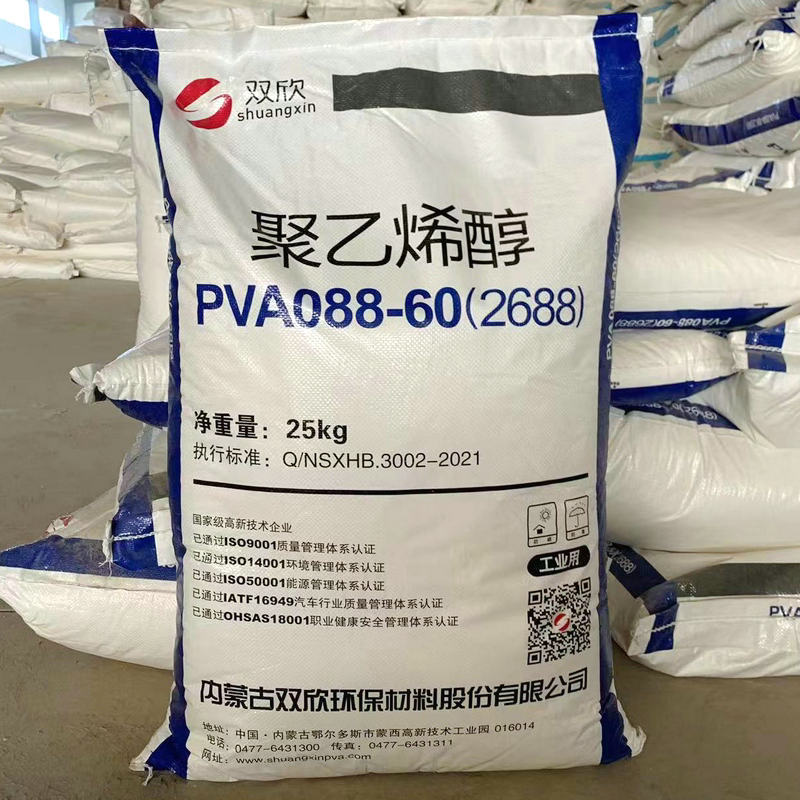 双欣
shuangxin
聚乙烯醇
PVA088-60(2688)
净重量：25kg
执行标准：Q/NSXHB.3002-2021
国家级高新技术企业
已通过ISO9001质量管理体系认证
已通过ISO14001环境管理体系认证
已通过ISO50001能源管理体系认证
已通过IATF16949汽车行业质量管理体系认证
已通过OHSAS18001职业健康安全管理体系认证
工业用
内蒙古双欣环保材料股份有限公司
地址：中国·内蒙古鄂尔多斯市蒙西高新技术工业园 016014
电话：0477-6431300 传真：0477-6431311
网址：www.shuangxinpva.com
PVA088-60(2688)